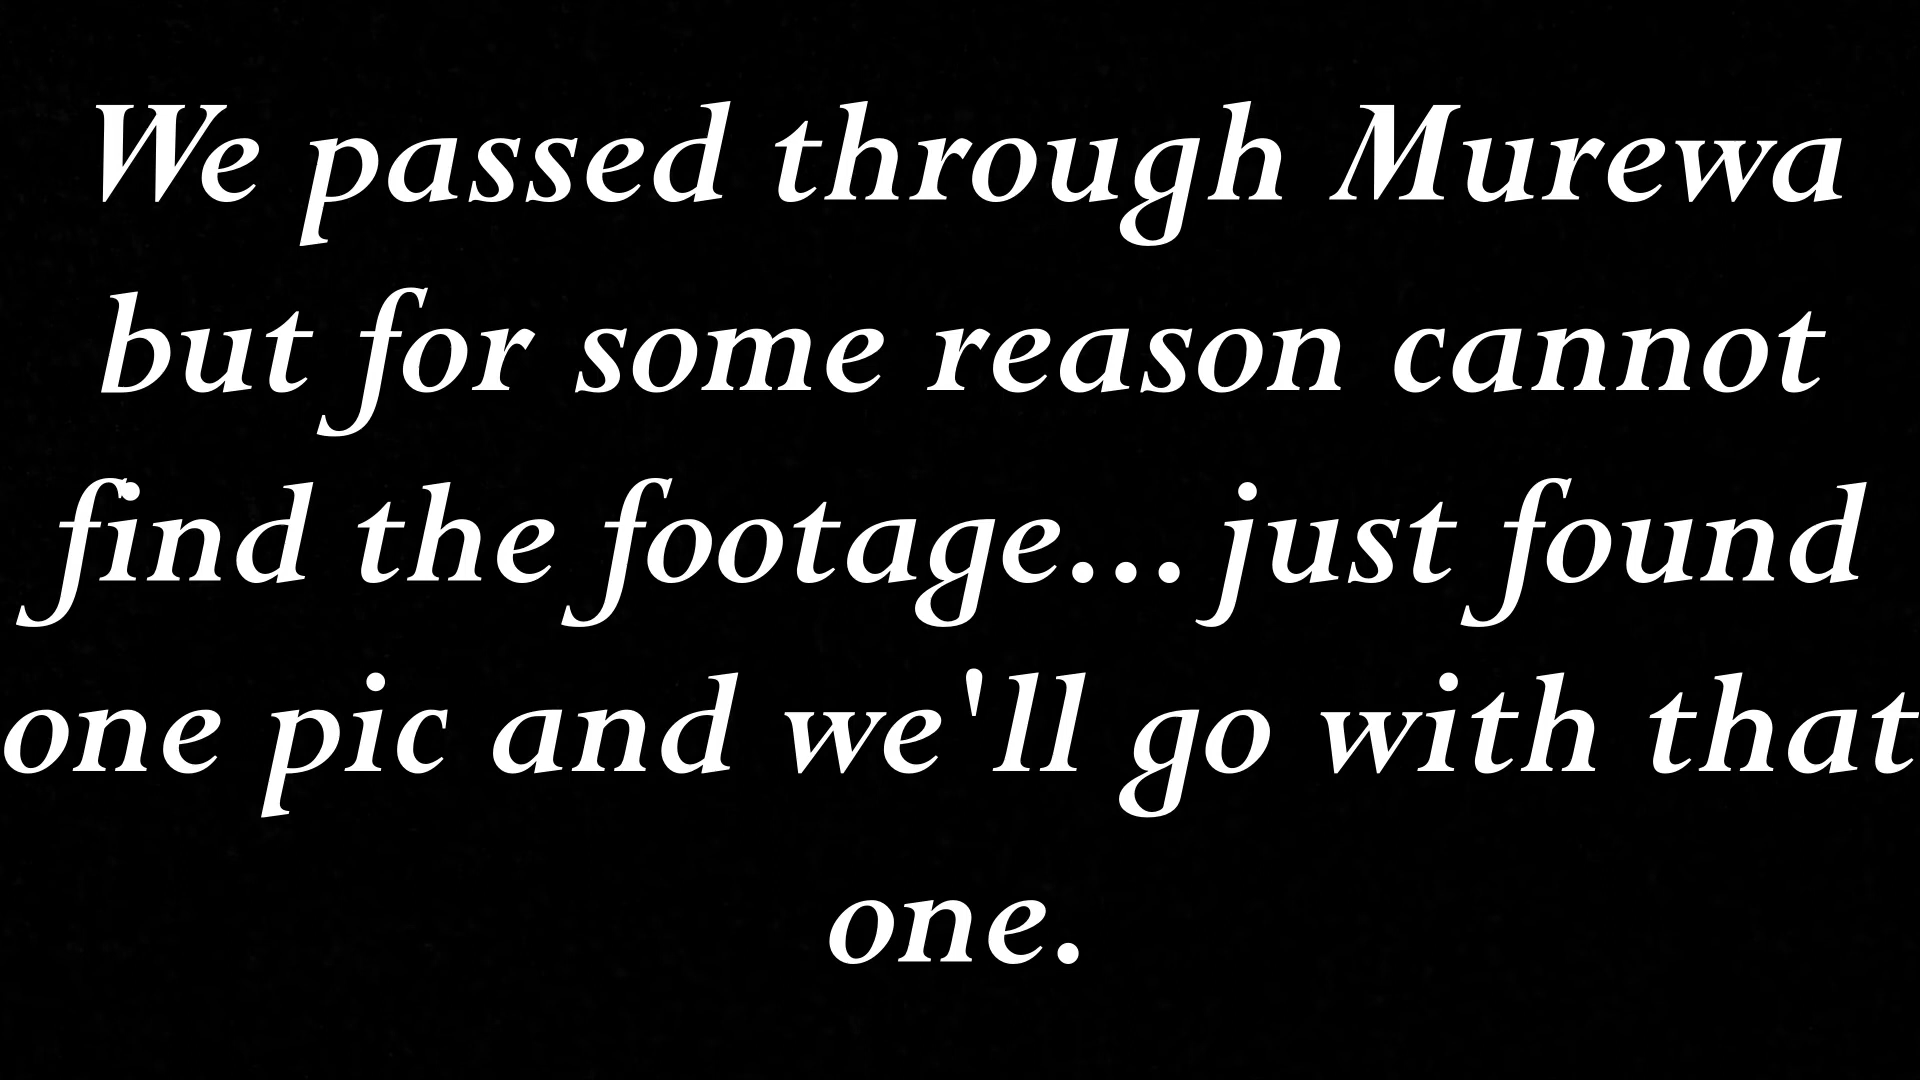 We passed through Murewa
but for some reason cannot
find the footage... just found
one pic and we'll go with that
one.